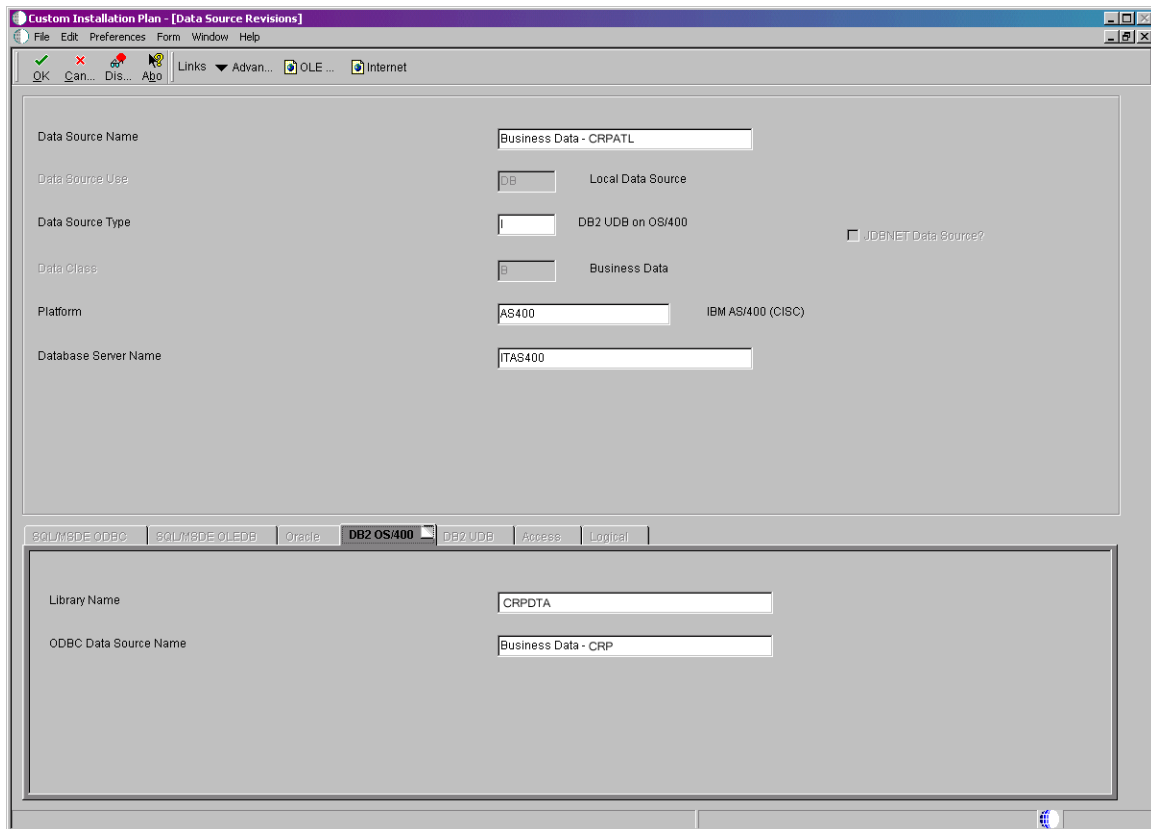 Custom Installation Plan - [Data Source Revisions]
File Edit Preferences Form Window Help
OK Can... Dis... Abo Links Advan... OLE ... Internet
Data Source Name Business Data - CRPATL
Data Source Use DB Local Data Source
Data Source Type I DB2 UDB on OS/400
JDBNET Data Source?
Data Class B Business Data
Platform AS400 IBM AS/400 (CISC)
Database Server Name ITAS400
SQL/MSDE ODBC SQL/MSDE OLEDB Oracle DB2 OS/400 DB2 UDB Access Logical
Library Name CRPDTA
ODBC Data Source Name Business Data - CRP